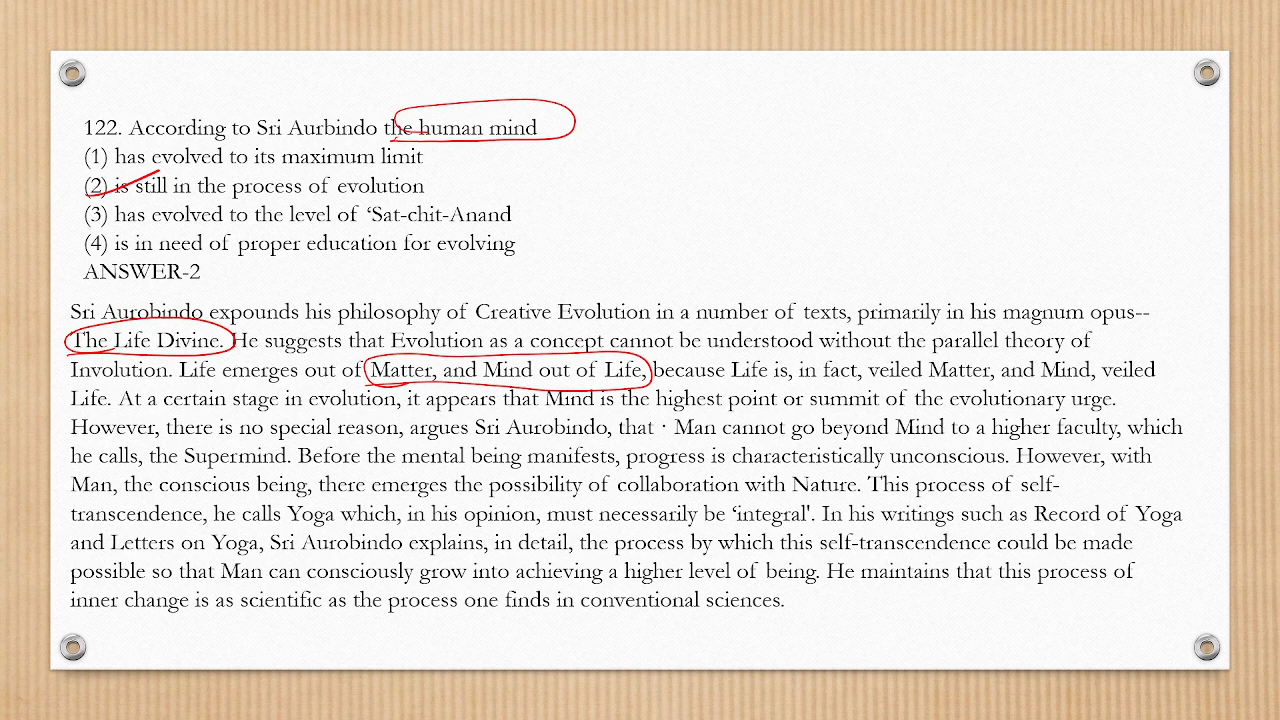 122. According to Sri Aurbindo the human mind
(1) has evolved to its maximum limit
(2) is still in the process of evolution
(3) has evolved to the level of ‘Sat-chit-Anand
(4) is in need of proper education for evolving
ANSWER-2
Sri Aurobindo expounds his philosophy of Creative Evolution in a number of texts, primarily in his magnum opus--
The Life Divine. He suggests that Evolution as a concept cannot be understood without the parallel theory of
Involution. Life emerges out of Matter, and Mind out of Life, because Life is, in fact, veiled Matter, and Mind, veiled
Life. At a certain stage in evolution, it appears that Mind is the highest point or summit of the evolutionary urge.
However, there is no special reason, argues Sri Aurobindo, that · Man cannot go beyond Mind to a higher faculty, which
he calls, the Supermind. Before the mental being manifests, progress is characteristically unconscious. However, with
Man, the conscious being, there emerges the possibility of collaboration with Nature. This process of self-
transcendence, he calls Yoga which, in his opinion, must necessarily be ‘integral'. In his writings such as Record of Yoga
and Letters on Yoga, Sri Aurobindo explains, in detail, the process by which this self-transcendence could be made
possible so that Man can consciously grow into achieving a higher level of being. He maintains that this process of
inner change is as scientific as the process one finds in conventional sciences.